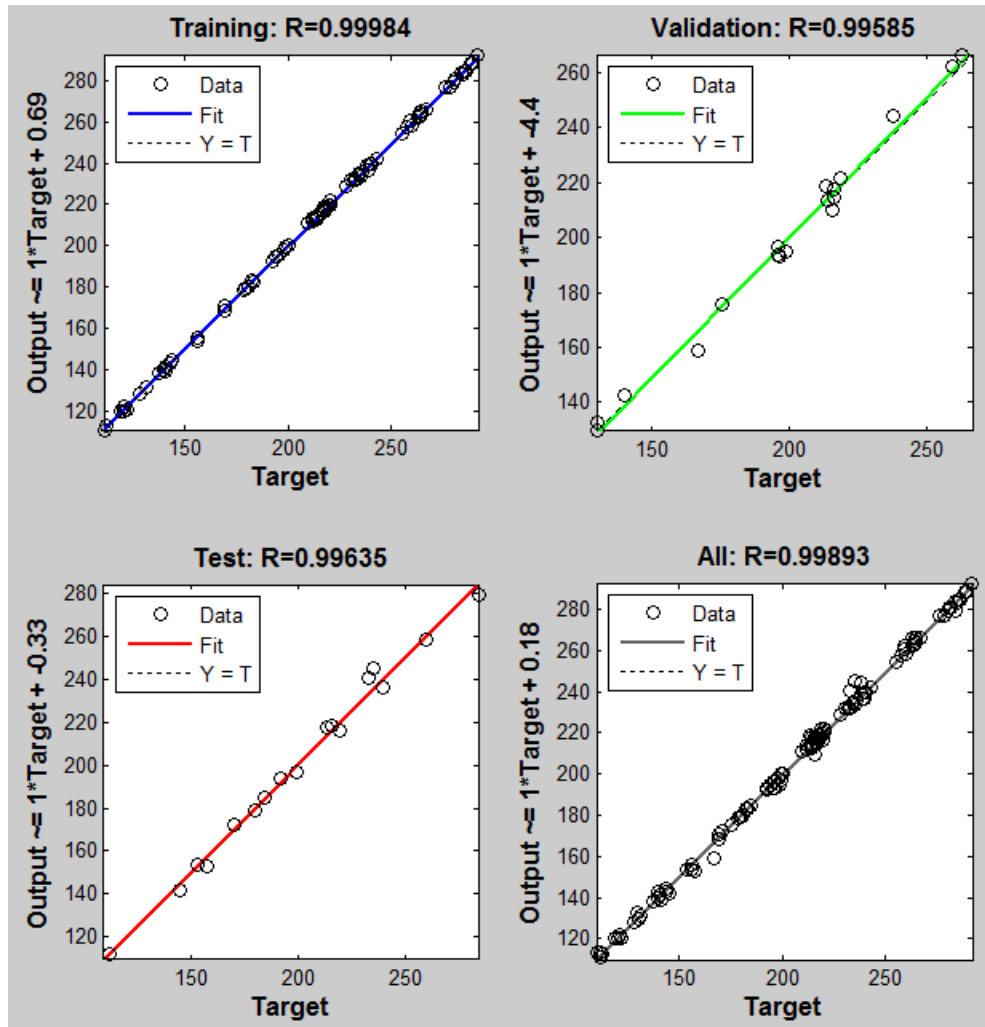 Training: R=0.99984
Output ~= 1*Target + 0.69
280
260
240
220
200
180
160
140
120
Data
Fit
Y = T
150
200
250
Target
Validation: R=0.99585
Output ~= 1*Target + -4.4
260
240
220
200
180
160
140
Data
Fit
Y = T
150
200
250
Target
Test: R=0.99635
Output ~= 1*Target + -0.33
280
260
240
220
200
180
160
140
120
Data
Fit
Y = T
150
200
250
Target
All: R=0.99893
Output ~= 1*Target + 0.18
280
260
240
220
200
180
160
140
120
Data
Fit
Y = T
150
200
250
Target